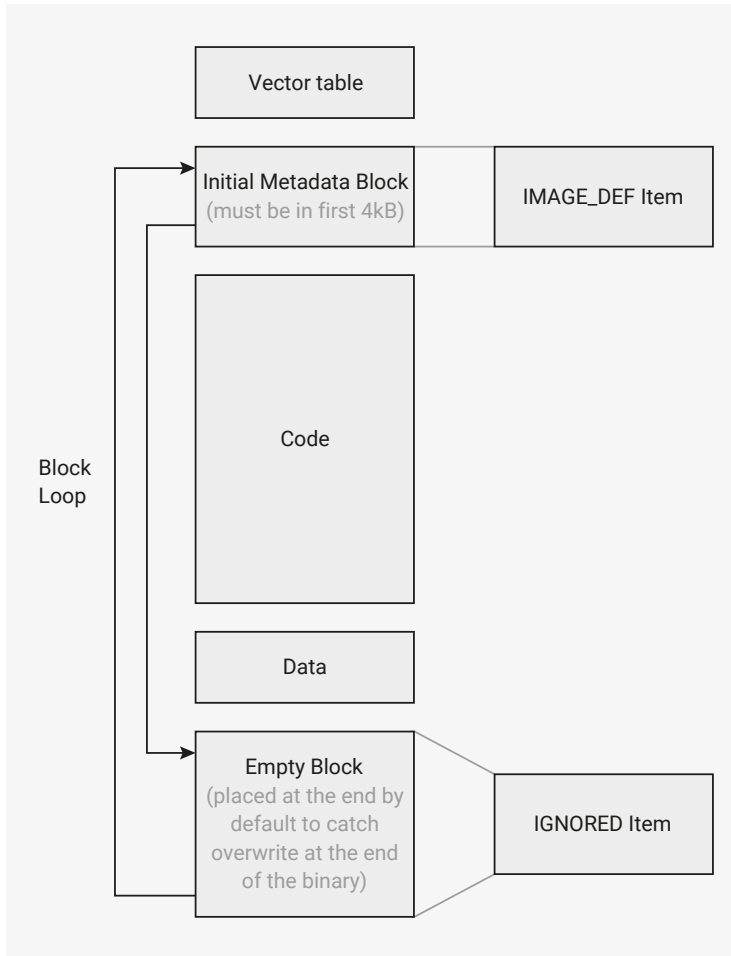 Vector table
Initial Metadata Block
(must be in first 4kB)
IMAGE_DEF Item
Code
Block
Loop
Data
Empty Block
(placed at the end by
default to catch
overwrite at the end
of the binary)
IGNORED Item